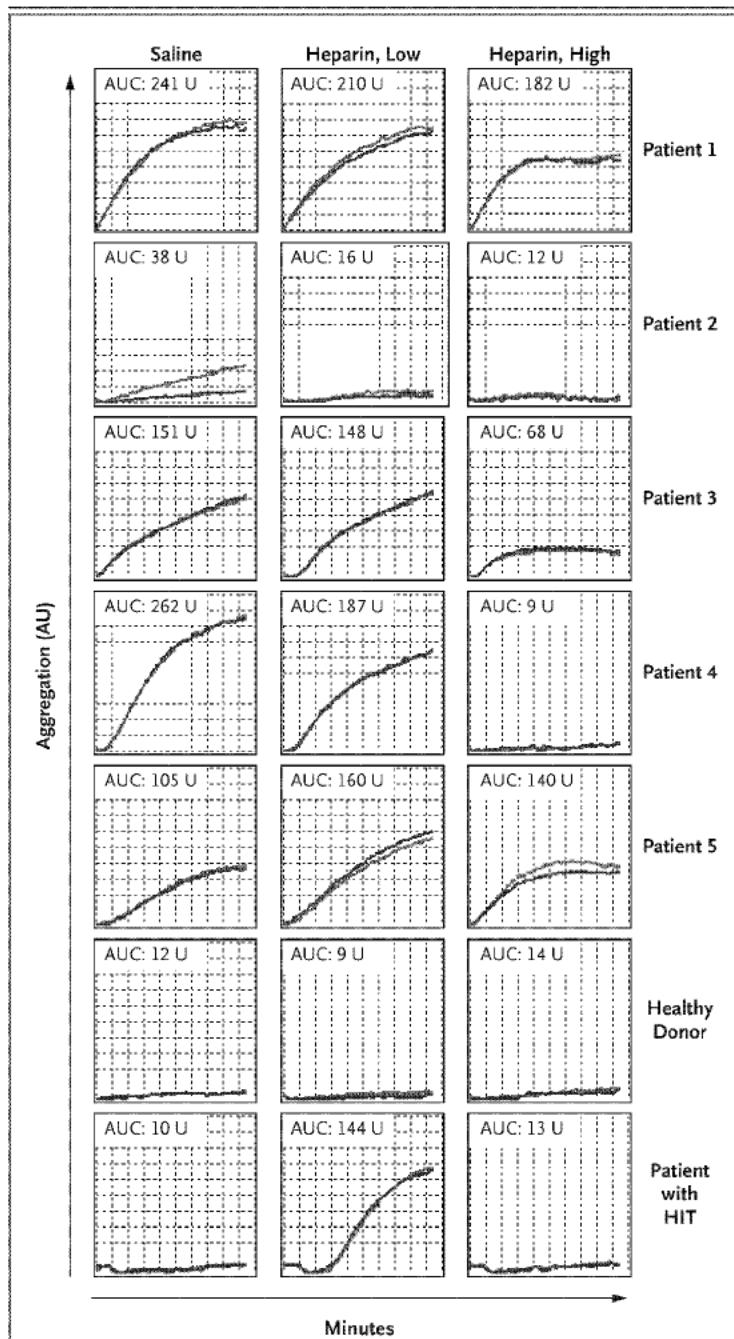 Saline Heparin, Low Heparin, High
AUC: 241 U AUC: 210 U AUC: 182 U
Patient 1
AUC: 38 U AUC: 16 U AUC: 12 U
Patient 2
AUC: 151 U AUC: 148 U AUC: 68 U
Patient 3
Aggregation (AU)
AUC: 262 U AUC: 187 U AUC: 9 U
Patient 4
AUC: 105 U AUC: 160 U AUC: 140 U
Patient 5
AUC: 12 U AUC: 9 U AUC: 14 U
Healthy
Donor
AUC: 10 U AUC: 144 U AUC: 13 U
Patient
with
HIT
Minutes